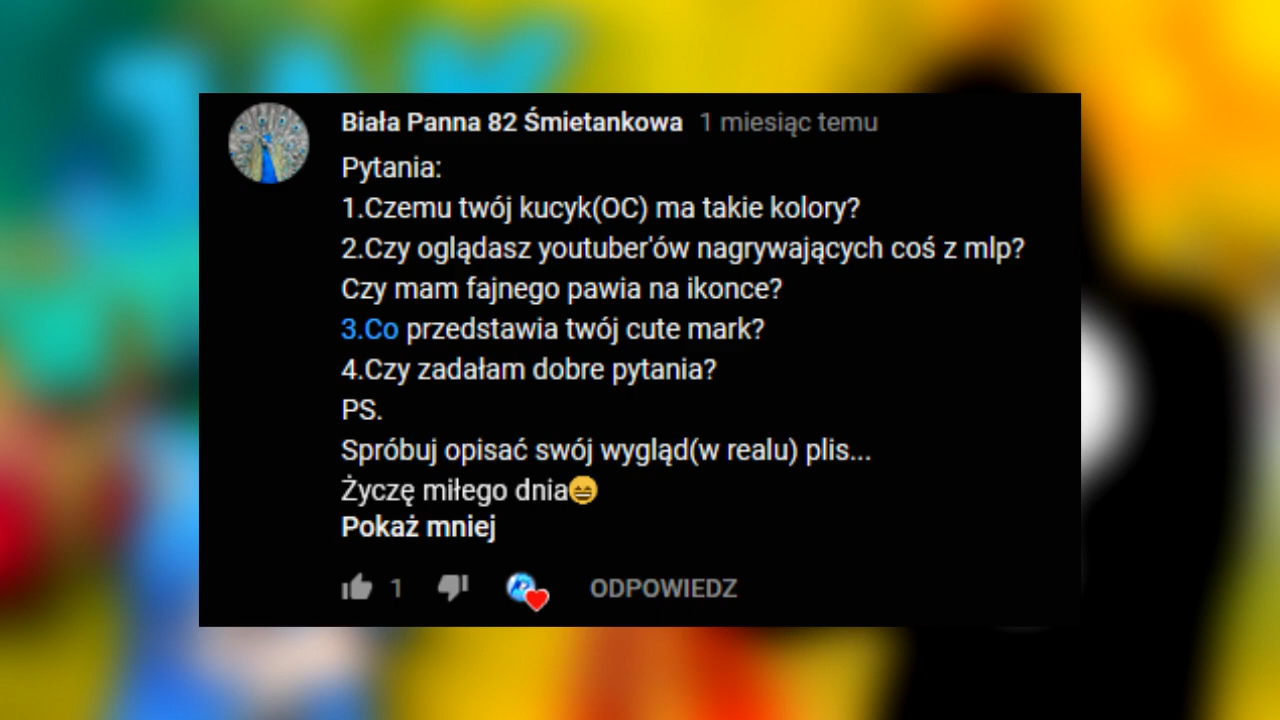 Biała Panna 82 Śmietankowa 1 miesiąc temu
Pytania:
1.Czemu twój kucyk(OC) ma takie kolory?
2.Czy oglądasz youtuber'ów nagrywających coś z mlp?
Czy mam fajnego pawia na ikonce?
3.Co przedstawia twój cute mark?
4.Czy zadałam dobre pytania?
PS.
Spróbuj opisać swój wygląd(w realu) plis...
Życzę miłego dnia😄
Pokaż mniej
1 ODPOWIEDZ